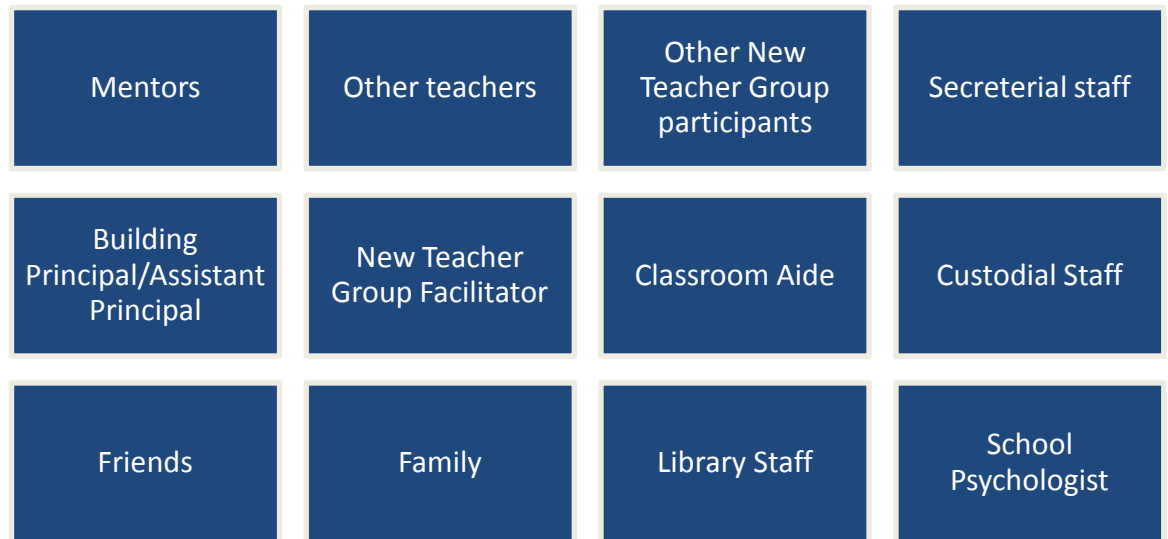 Mentors
Other teachers
Other New
Teacher Group
participants
Secreterial staff
Building
Principal/Assistant
Principal
New Teacher
Group Facilitator
Classroom Aide
Custodial Staff
Friends
Family
Library Staff
School
Psychologist